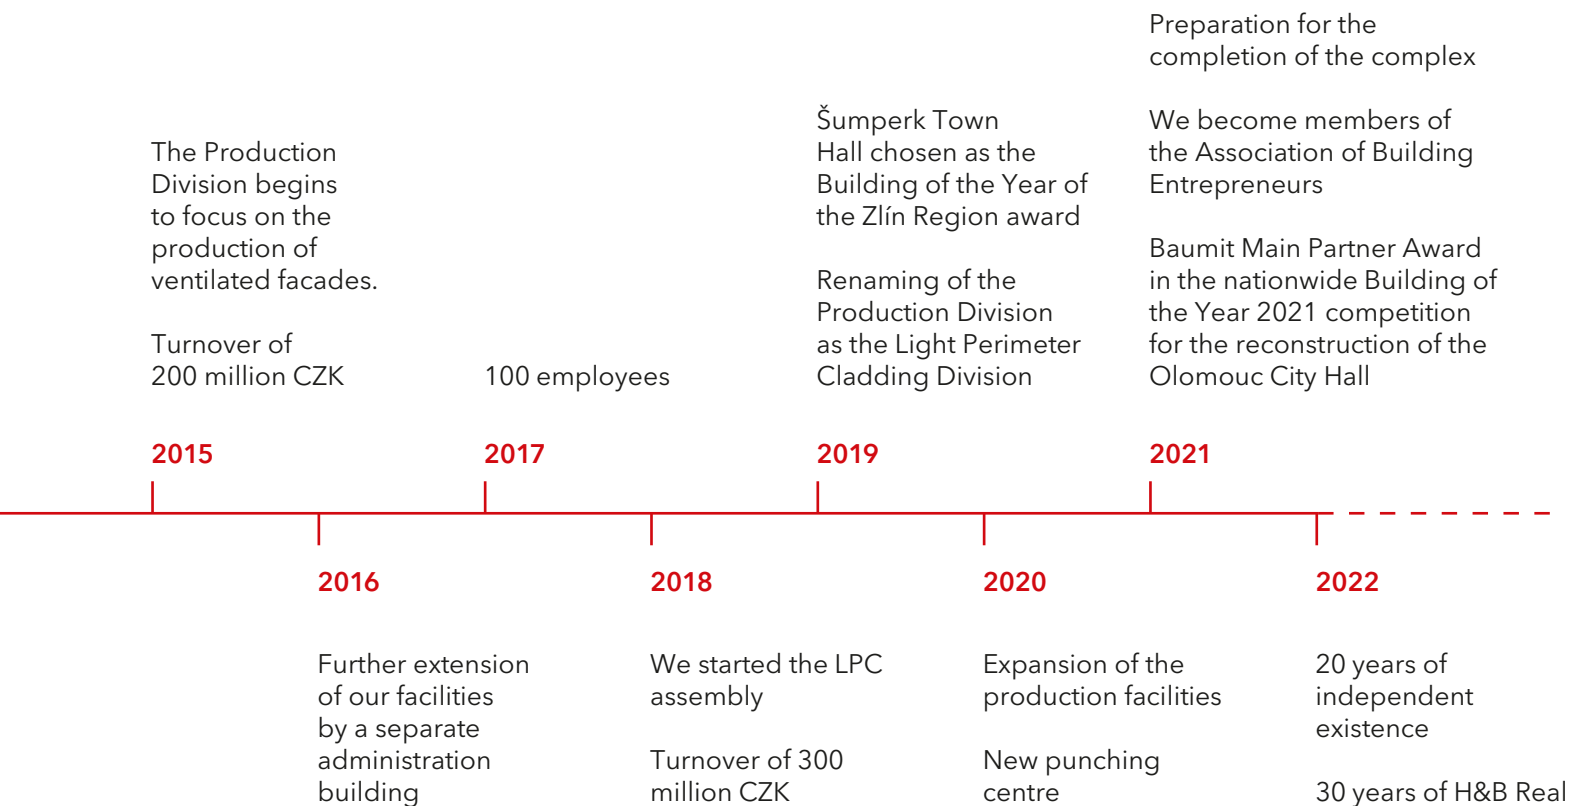 The Production
Division begins
to focus on the
production of
ventilated facades.
Turnover of
200 million CZK
2015
Further extension
of our facilities
by a separate
administration
building
2016
100 employees
2017
We started the LPC
assembly
Turnover of 300
million CZK
2018
Šumperk Town
Hall chosen as the
Building of the Year of
the Zlín Region award
Renaming of the
Production Division
as the Light Perimeter
Cladding Division
2019
2020
Expansion of the
production facilities
New punching
centre
Preparation for the
completion of the complex
We become members of
the Association of Building
Entrepreneurs
Baumit Main Partner Award
in the nationwide Building of
the Year 2021 competition
for the reconstruction of the
Olomouc City Hall
2021
2022
20 years of
independent
existence
30 years of H&B Real